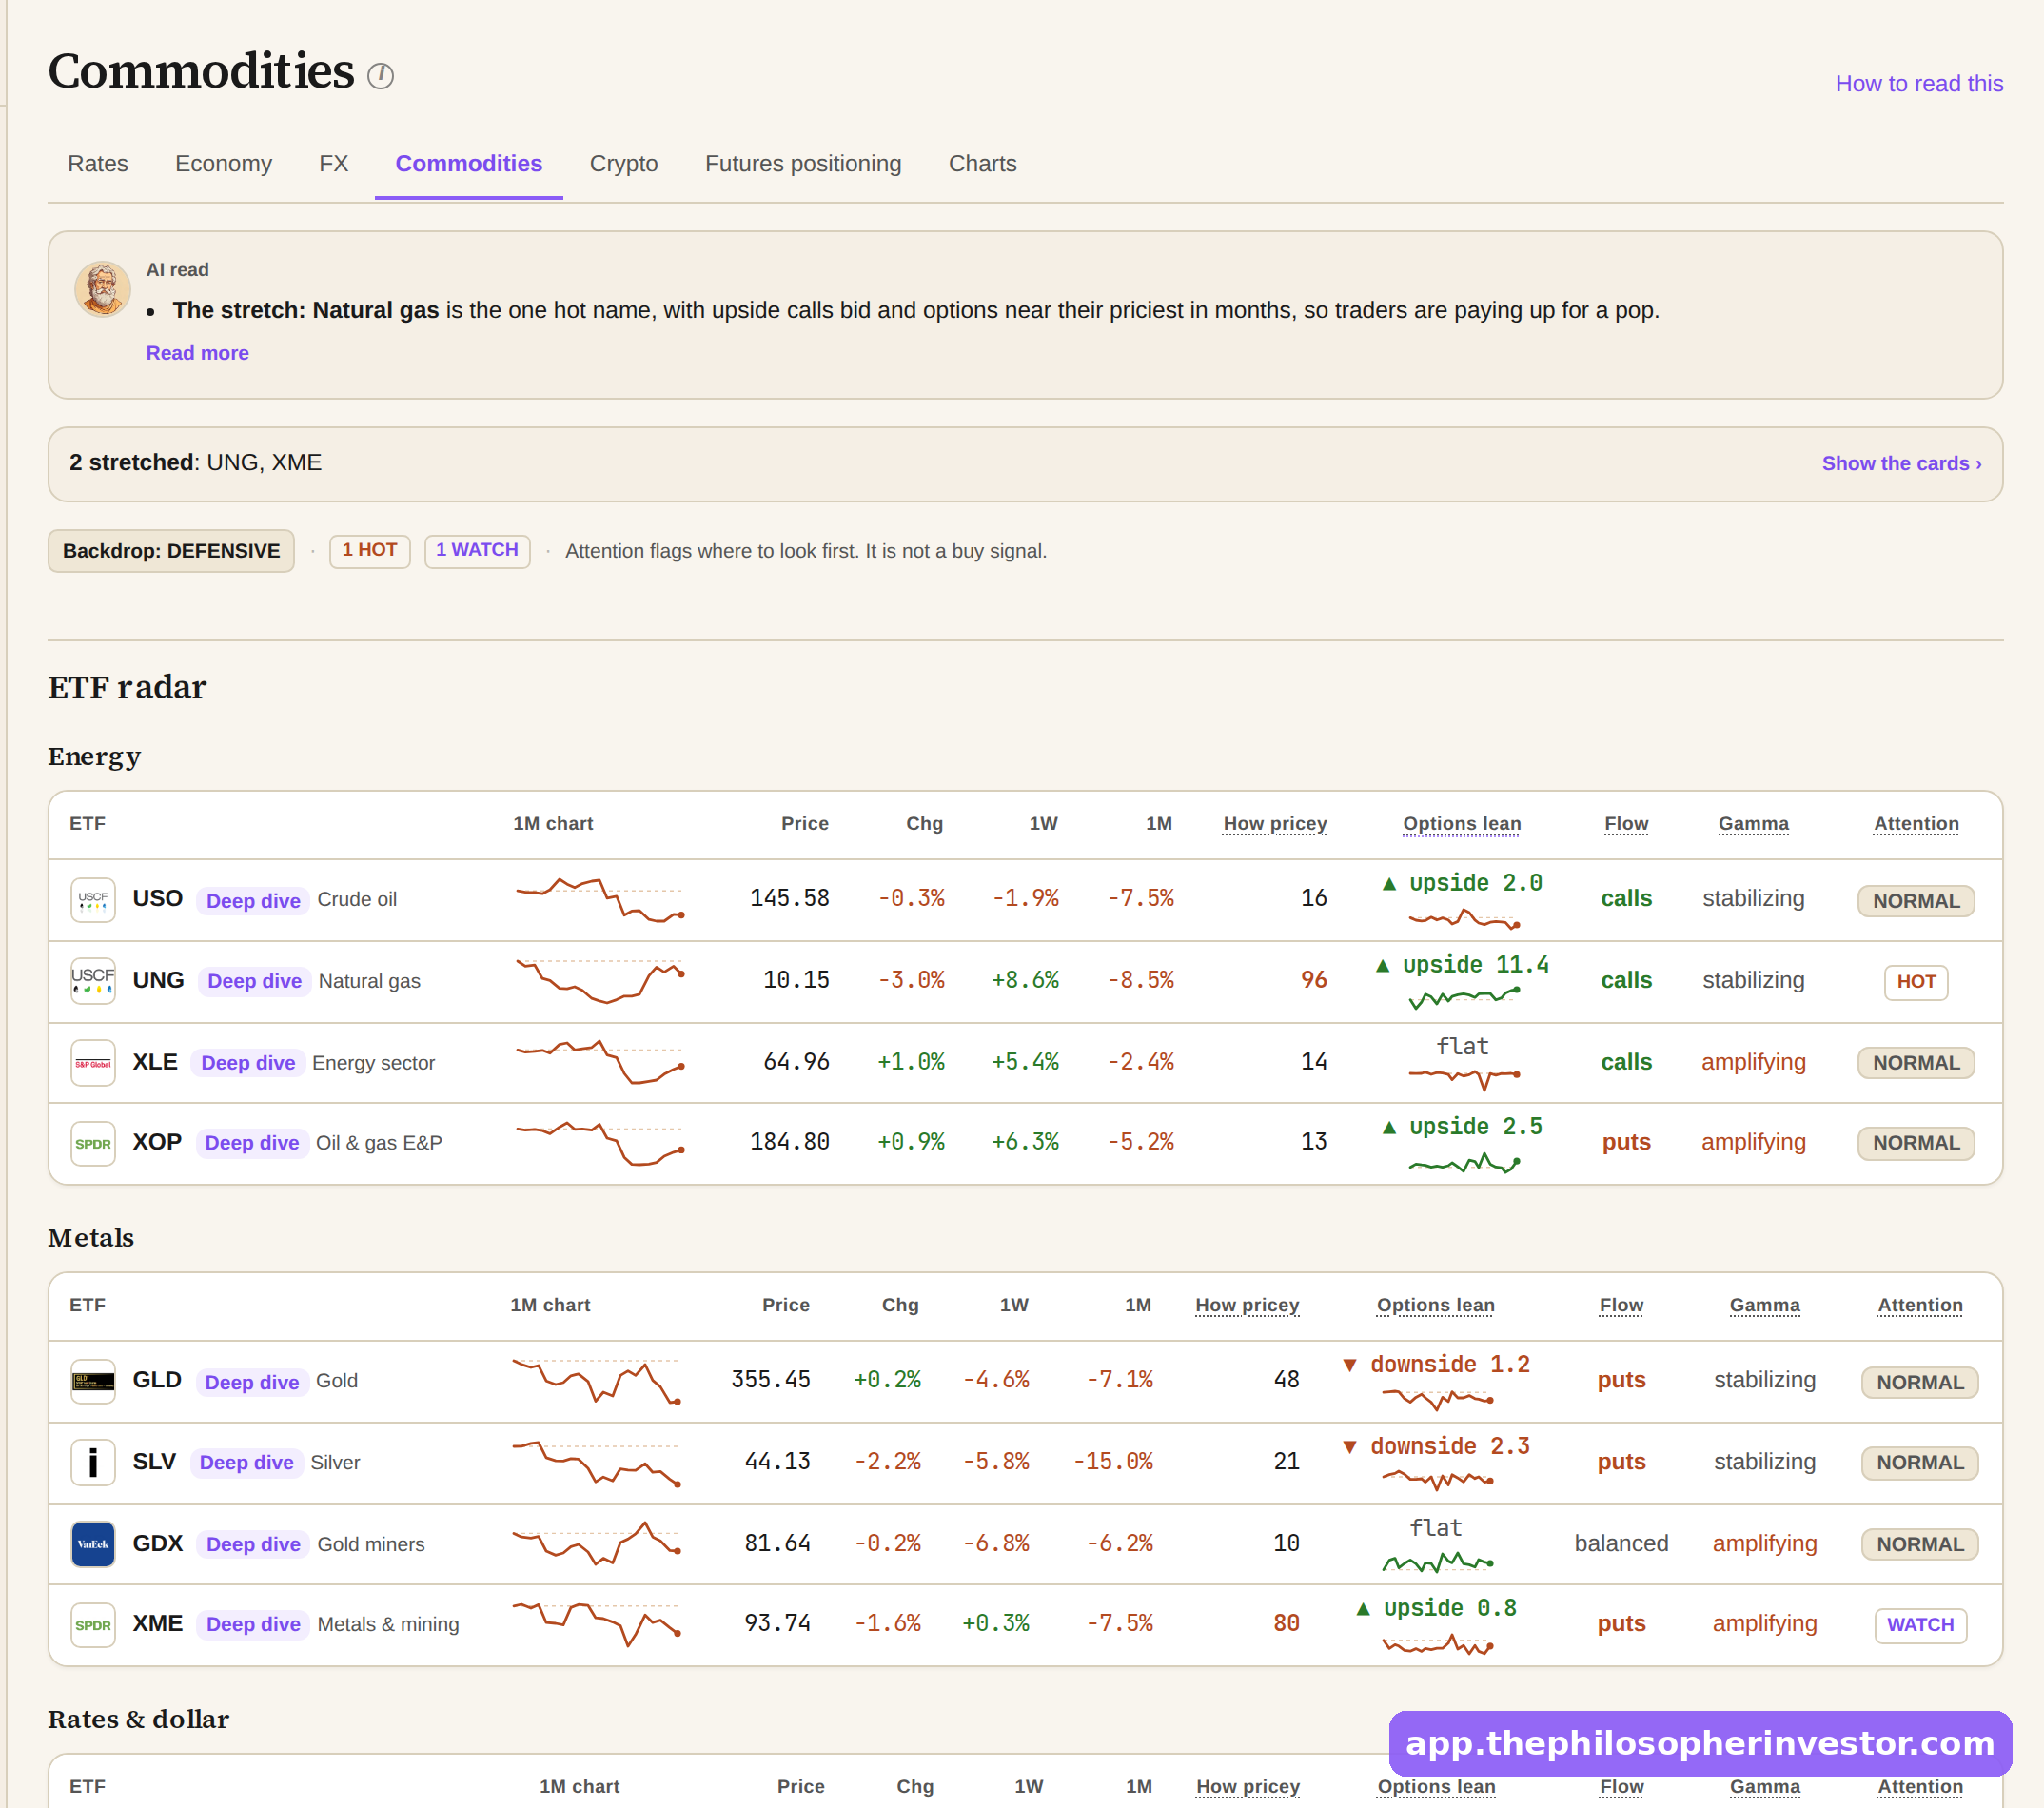 Commodities i
How to read this
Rates Economy FX Commodities Crypto Futures positioning Charts
AI read
• The stretch: Natural gas is the one hot name, with upside calls bid and options near their priciest in months, so traders are paying up for a pop.
Read more
2 stretched: UNG, XME
Show the cards ›
Backdrop: DEFENSIVE · 1 HOT 1 WATCH · Attention flags where to look first. It is not a buy signal.
ETF radar
Energy
ETF 1M chart Price Chg 1W 1M How pricey Options lean Flow Gamma Attention
USCF USO Deep dive Crude oil 145.58 -0.3% -1.9% -7.5% 16 ▲ upside 2.0 calls stabilizing NORMAL
USCF UNG Deep dive Natural gas 10.15 -3.0% +8.6% -8.5% 96 ▲ upside 11.4 calls stabilizing HOT
S&P Global XLE Deep dive Energy sector 64.96 +1.0% +5.4% -2.4% 14 flat calls amplifying NORMAL
SPDR XOP Deep dive Oil & gas E&P 184.80 +0.9% +6.3% -5.2% 13 ▲ upside 2.5 puts amplifying NORMAL
Metals
ETF 1M chart Price Chg 1W 1M How pricey Options lean Flow Gamma Attention
GLD GLD Deep dive Gold 355.45 +0.2% -4.6% -7.1% 48 ▼ downside 1.2 puts stabilizing NORMAL
i SLV Deep dive Silver 44.13 -2.2% -5.8% -15.0% 21 ▼ downside 2.3 puts stabilizing NORMAL
VanEck GDX Deep dive Gold miners 81.64 -0.2% -6.8% -6.2% 10 flat balanced amplifying NORMAL
SPDR XME Deep dive Metals & mining 93.74 -1.6% +0.3% -7.5% 80 ▲ upside 0.8 puts amplifying WATCH
Rates & dollar
app.thephilosopherinvestor.com
ETF 1M chart Price Chg 1W 1M How pricey Options lean Flow Gamma Attention